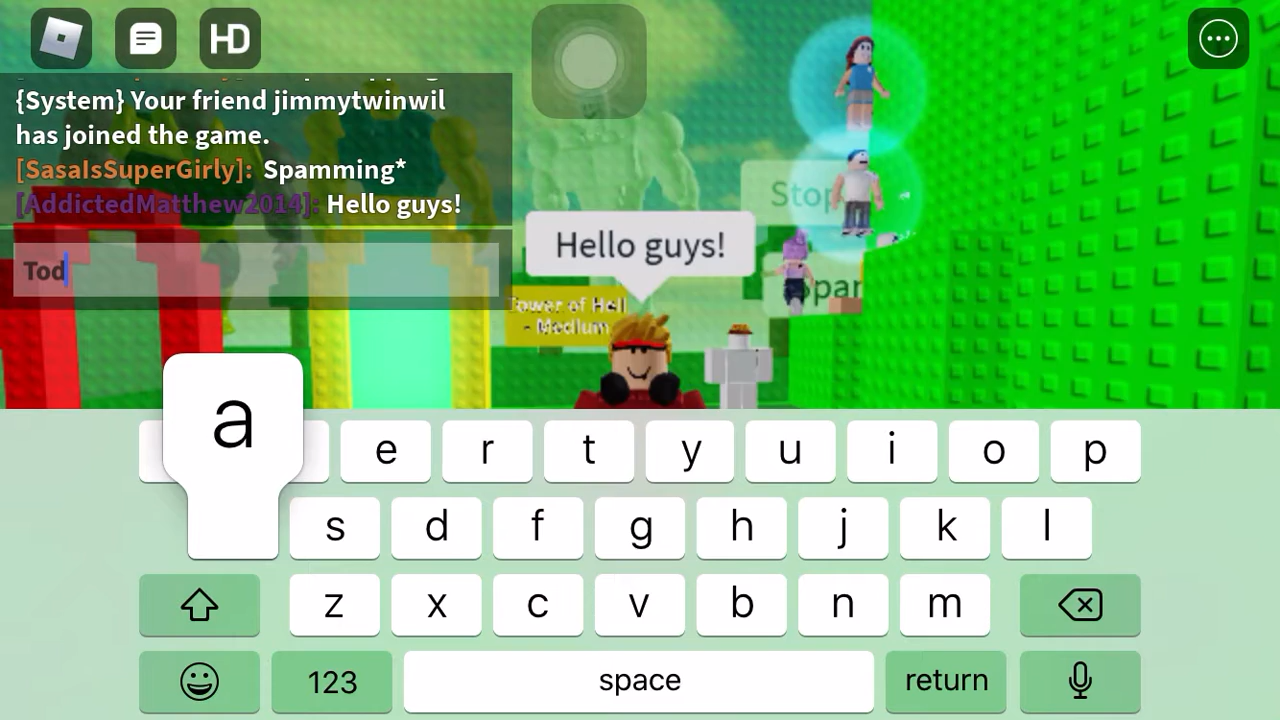 HD
{System} Your friend jimmytwinwil
has joined the game.
[SasaIsSuperGirly]: Spamming*
[AddictedMatthew2014]: Hello guys!
Tod
Hello guys!
Stop
Spam
Tower of Hell
- Medium
a
e r t y u i o p
s d f g h j k l
z x c v b n m
123 space return